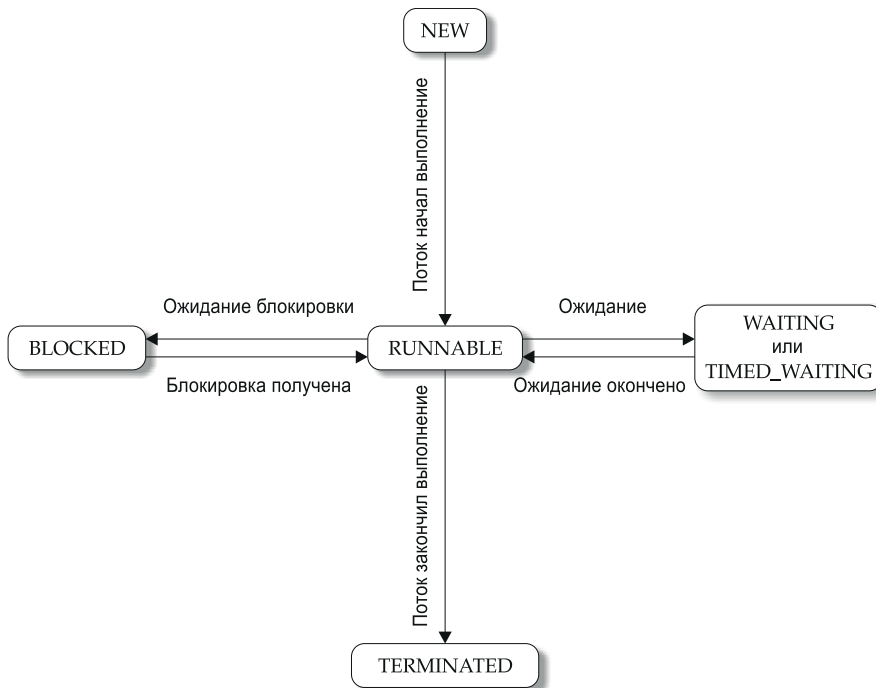 NEW
Поток начал выполнение
Ожидание блокировки
Ожидание
BLOCKED
RUNNABLE
WAITING
или
TIMED_WAITING
Блокировка получена
Ожидание окончено
Поток закончил выполнение
TERMINATED